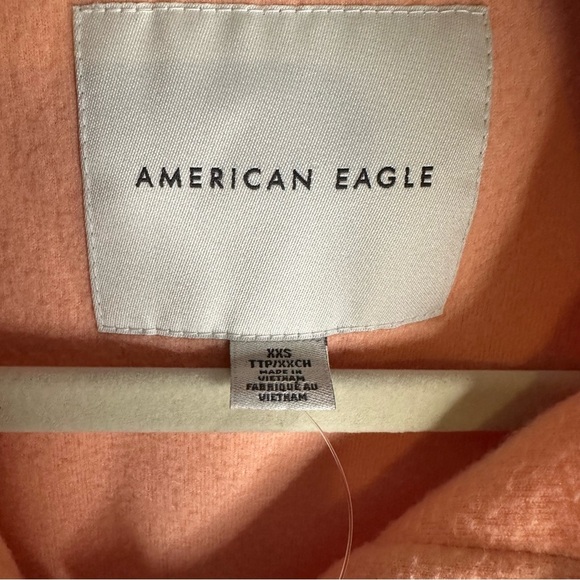 AMERICAN EAGLE
XXS
TTP/XXCH
MADE IN
VIETNAM
FABRIQUÉ AU
VIETNAM